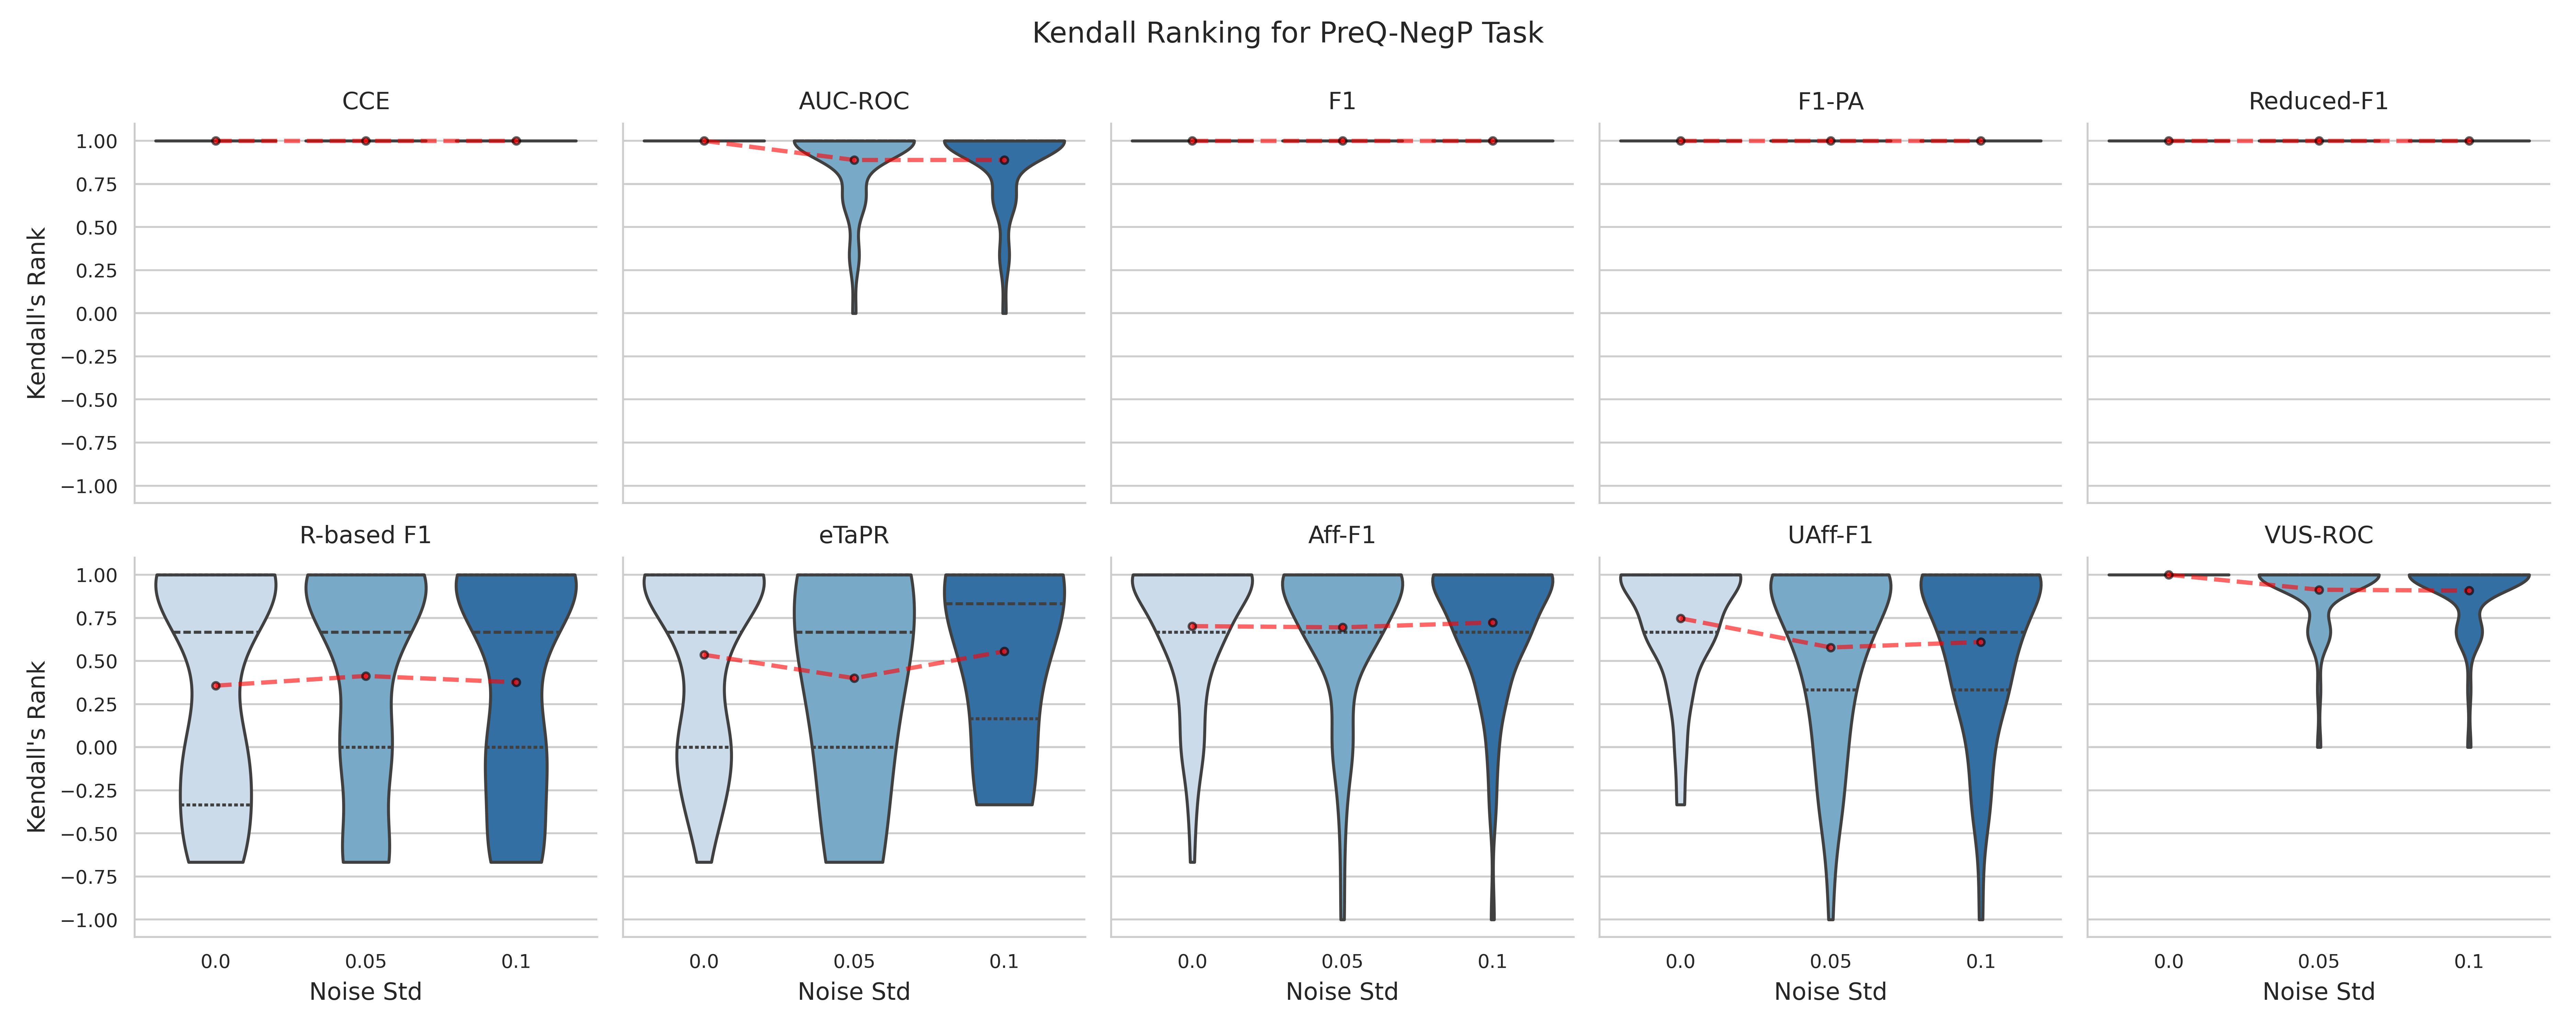 Kendall Ranking for PreQ-NegP Task
CCE
AUC-ROC
F1
F1-PA
Reduced-F1
Kendall's Rank
1.00
0.75
0.50
0.25
0.00
−0.25
−0.50
−0.75
−1.00
R-based F1
eTaPR
Aff-F1
UAff-F1
VUS-ROC
Kendall's Rank
1.00
0.75
0.50
0.25
0.00
−0.25
−0.50
−0.75
−1.00
0.0 0.05 0.1
0.0 0.05 0.1
0.0 0.05 0.1
0.0 0.05 0.1
0.0 0.05 0.1
Noise Std
Noise Std
Noise Std
Noise Std
Noise Std